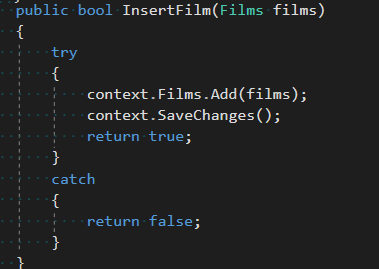 public bool InsertFilm(Films films)
{
try
{
context.Films.Add(films);
context.SaveChanges();
return true;
}
catch
{
return false;
}
}